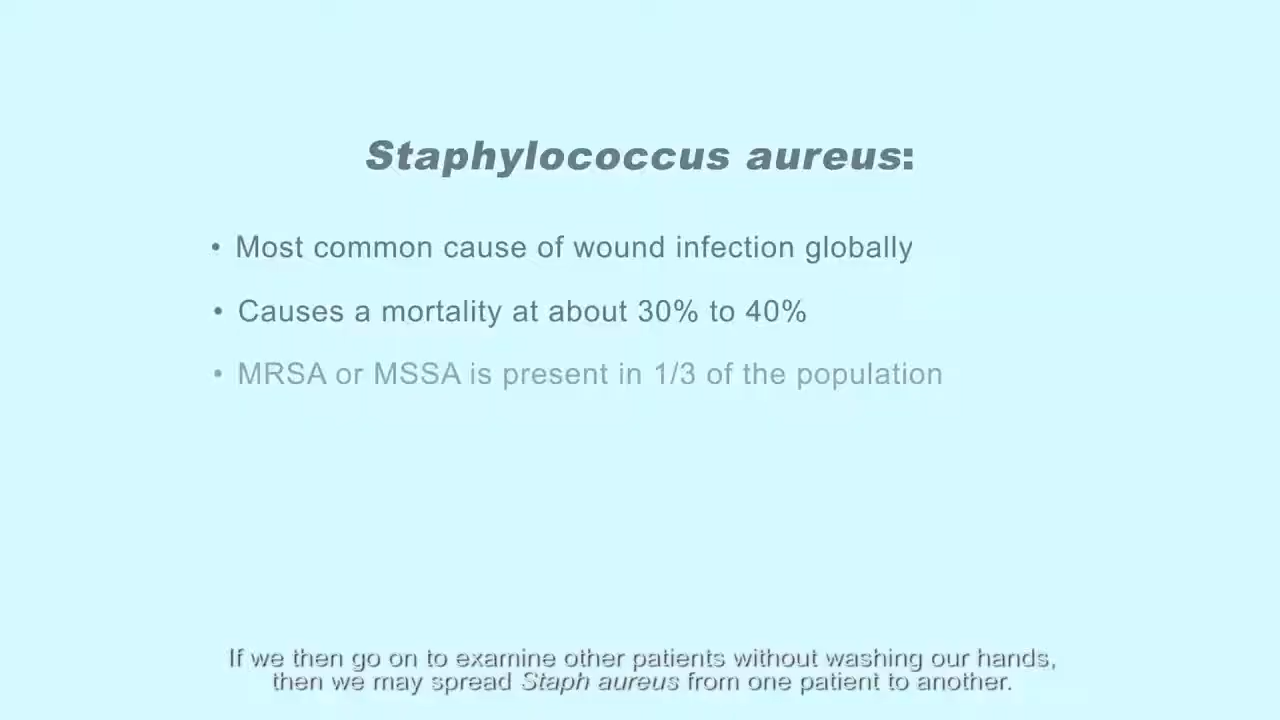 Staphylococcus aureus:
• Most common cause of wound infection globally
• Causes a mortality at about 30% to 40%
• MRSA or MSSA is present in 1/3 of the population
If we then go on to examine other patients without washing our hands,
then we may spread Staph aureus from one patient to another.